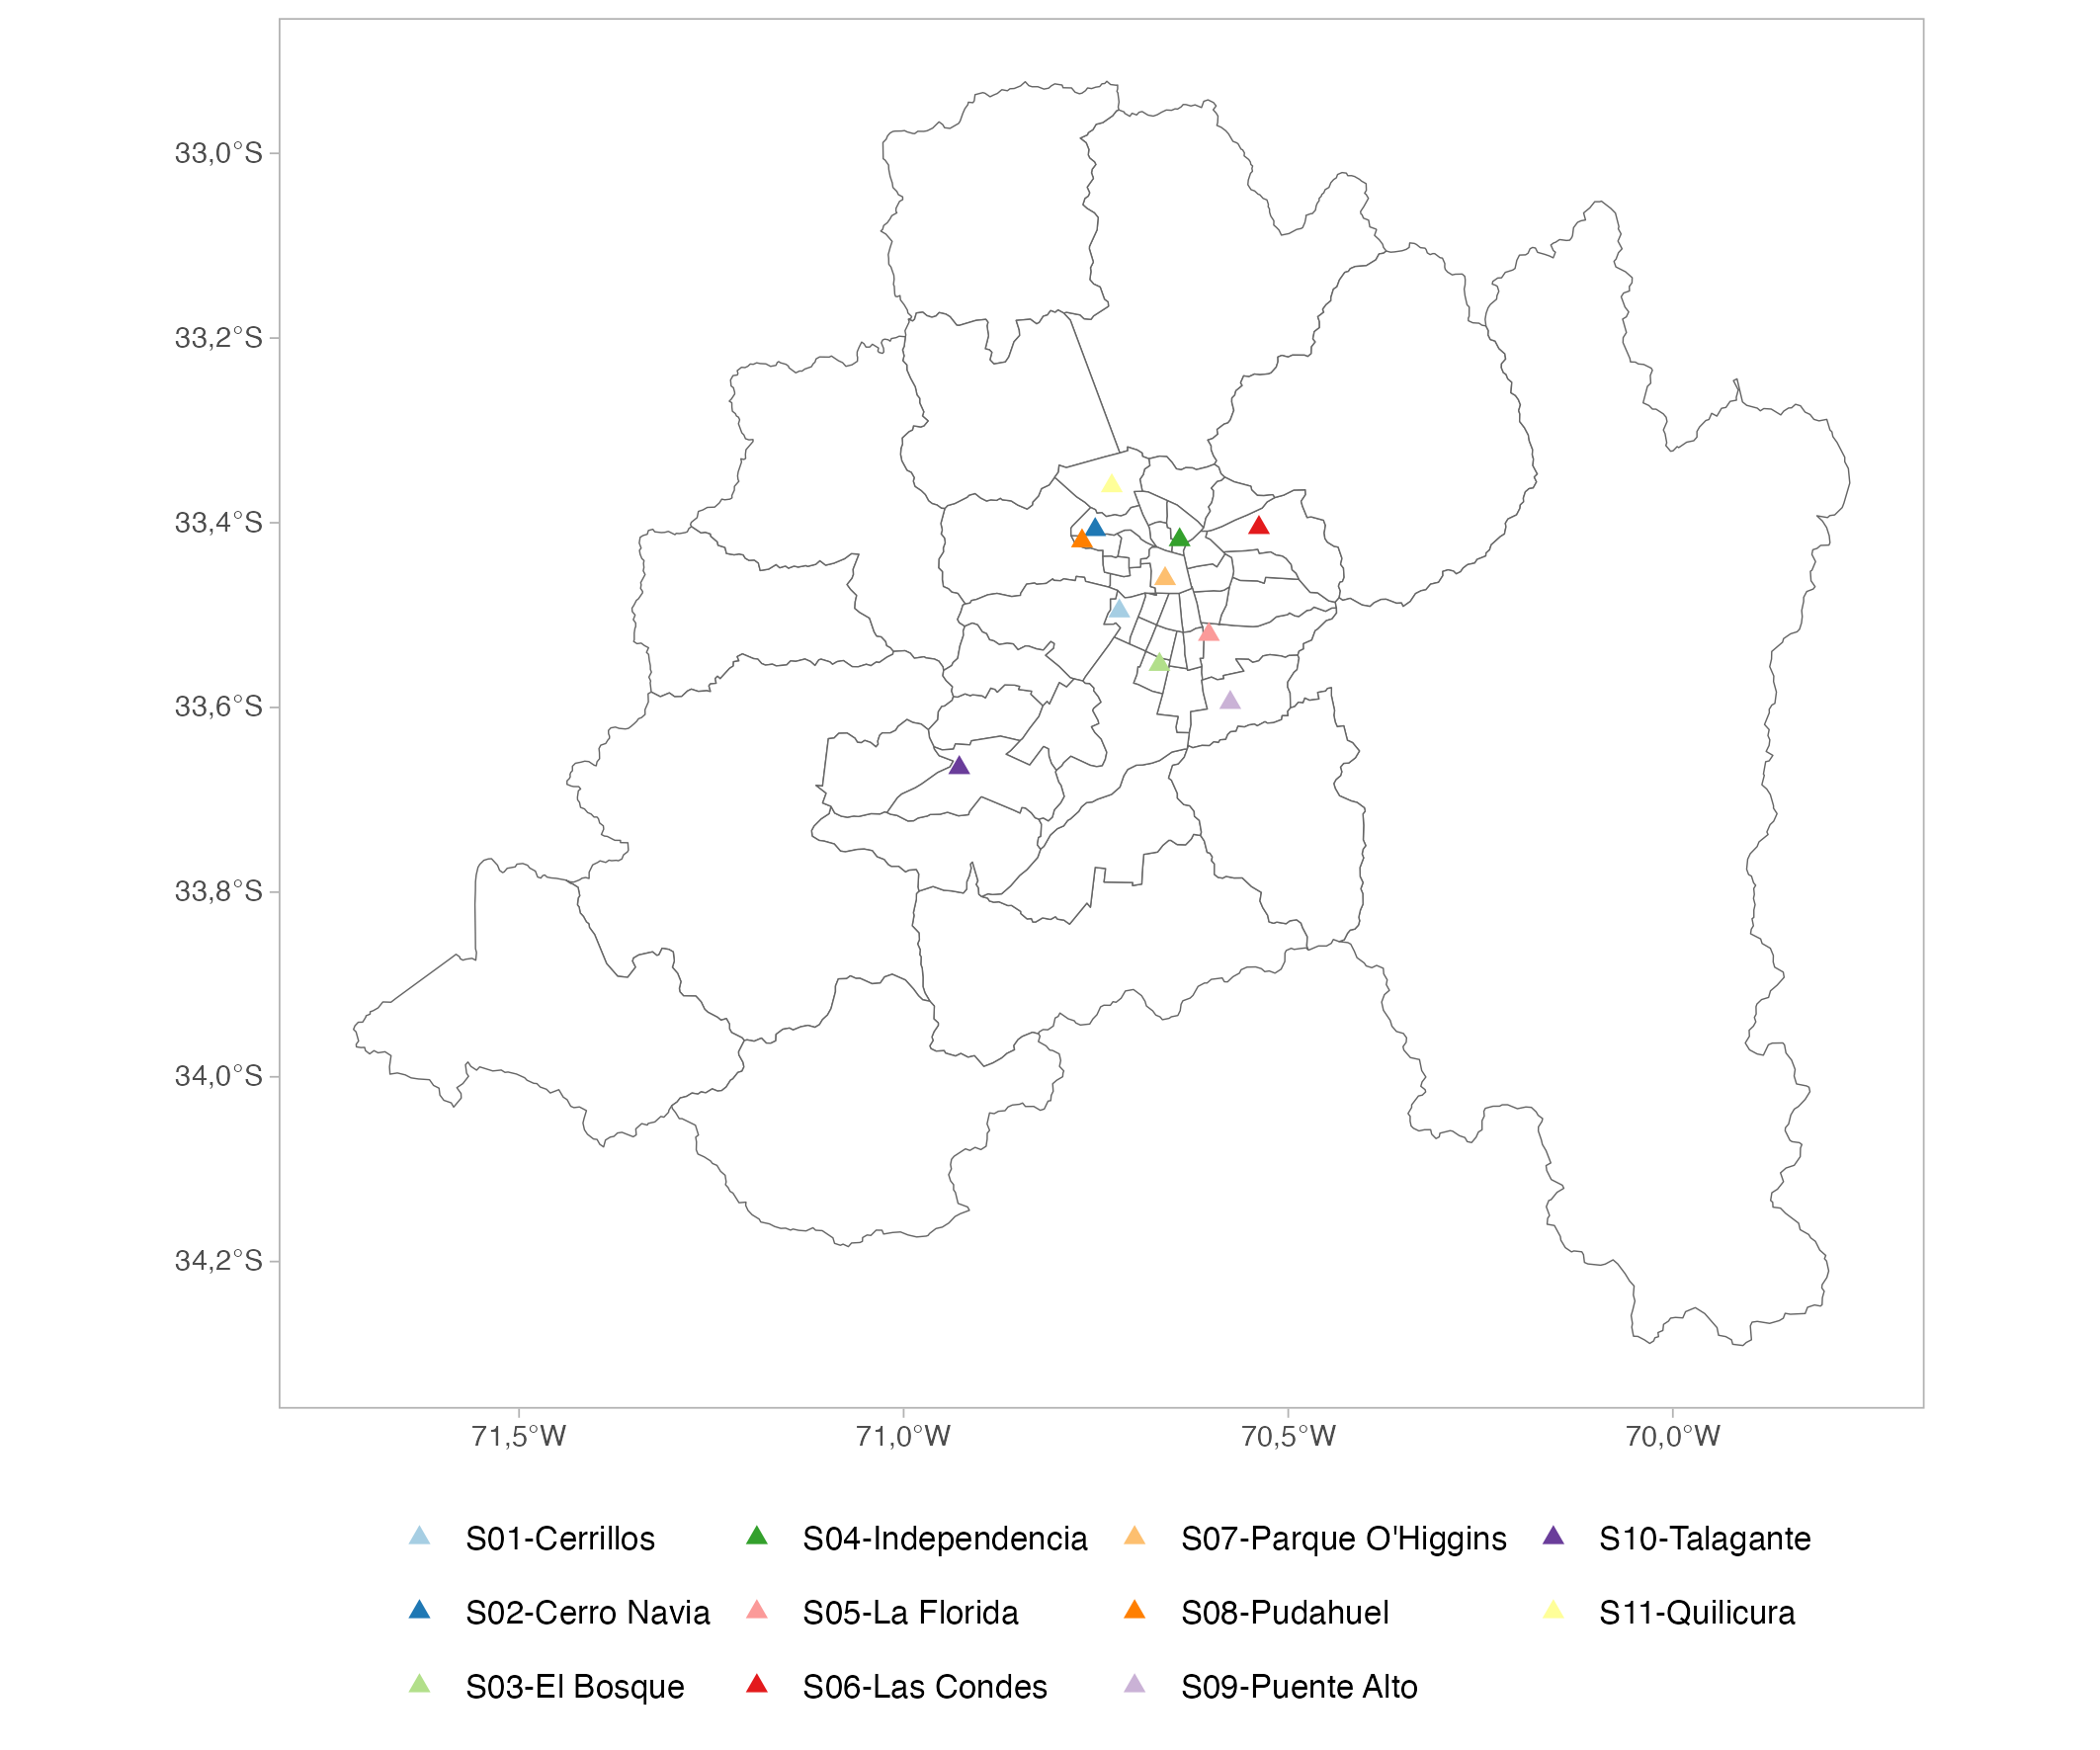 33,0°S
33,2°S
33,4°S
33,6°S
33,8°S
34,0°S
34,2°S
71,5°W 71,0°W 70,5°W 70,0°W
S01-Cerrillos S04-Independencia S07-Parque O'Higgins S10-Talagante
S02-Cerro Navia S05-La Florida S08-Pudahuel S11-Quilicura
S03-El Bosque S06-Las Condes S09-Puente Alto